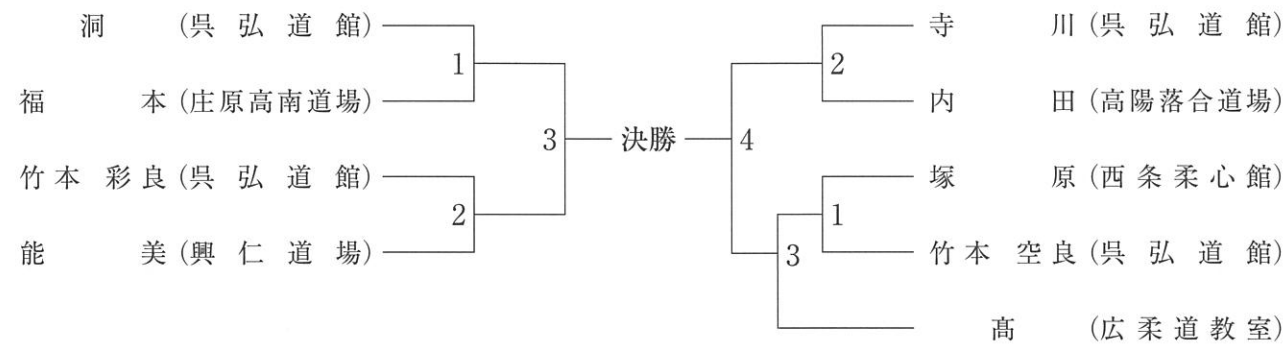 洞 (呉弘道館)
1
福本 (庄原高南道場)
3
竹本 彩良 (呉弘道館)
2
能美 (興仁道場)
決勝
寺川 (呉弘道館)
2
内田 (高陽落合道場)
4
塚原 (西条柔心館)
1
竹本 空良 (呉弘道館)
3
髙 (広柔道教室)